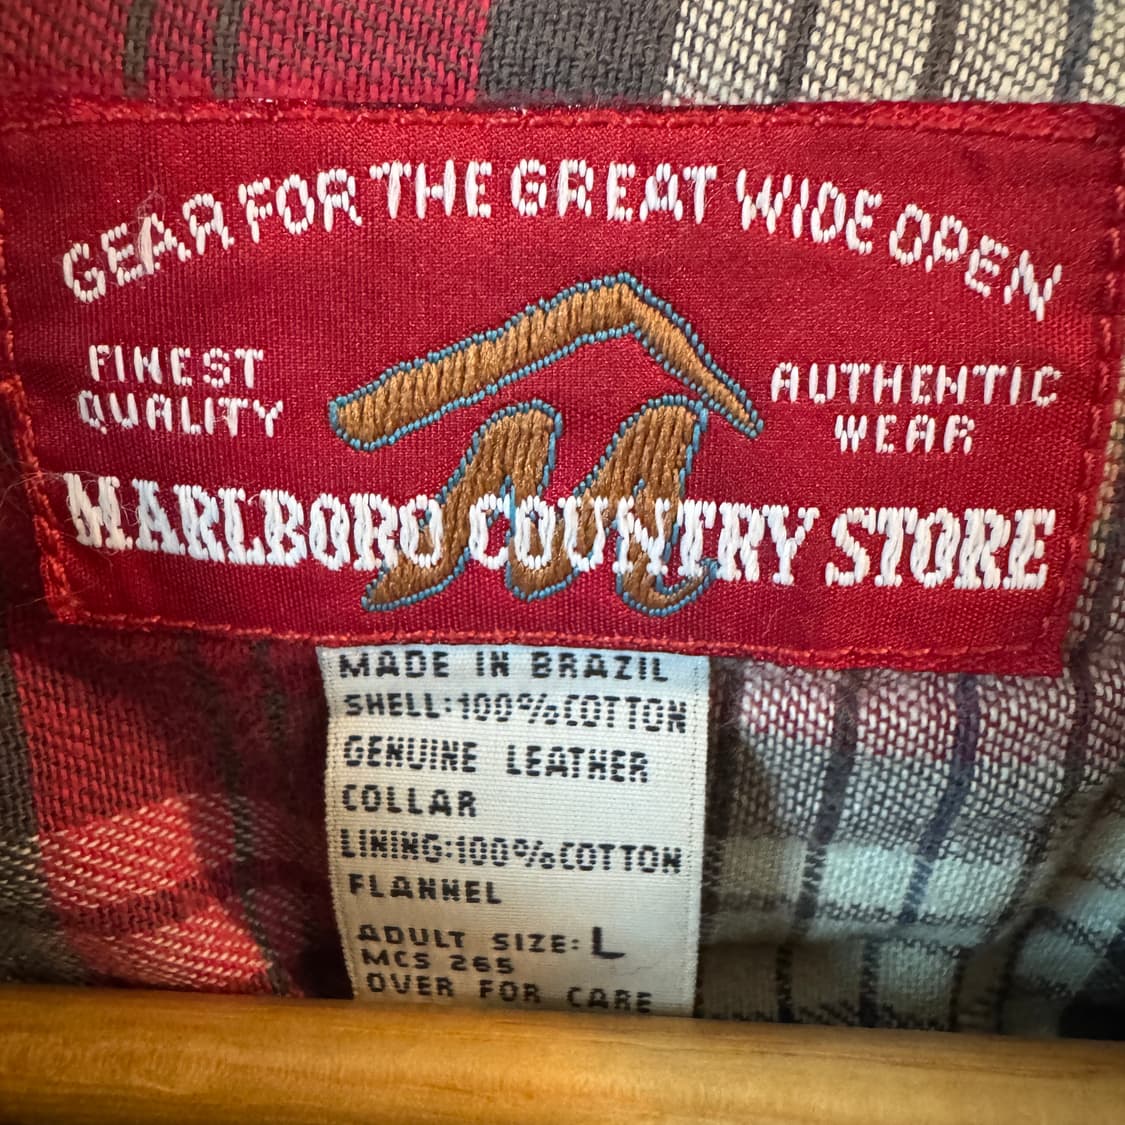 GEAR FOR THE GREAT WIDE OPEN
FINEST
QUALITY
AUTHENTIC
WEAR
M
MARLBORO COUNTRY STORE
MADE IN BRAZIL
SHELL:100%COTTON
GENUINE LEATHER
COLLAR
LINING:100%COTTON
FLANNEL
ADULT SIZE: L
MCS 265
OVER FOR CARE